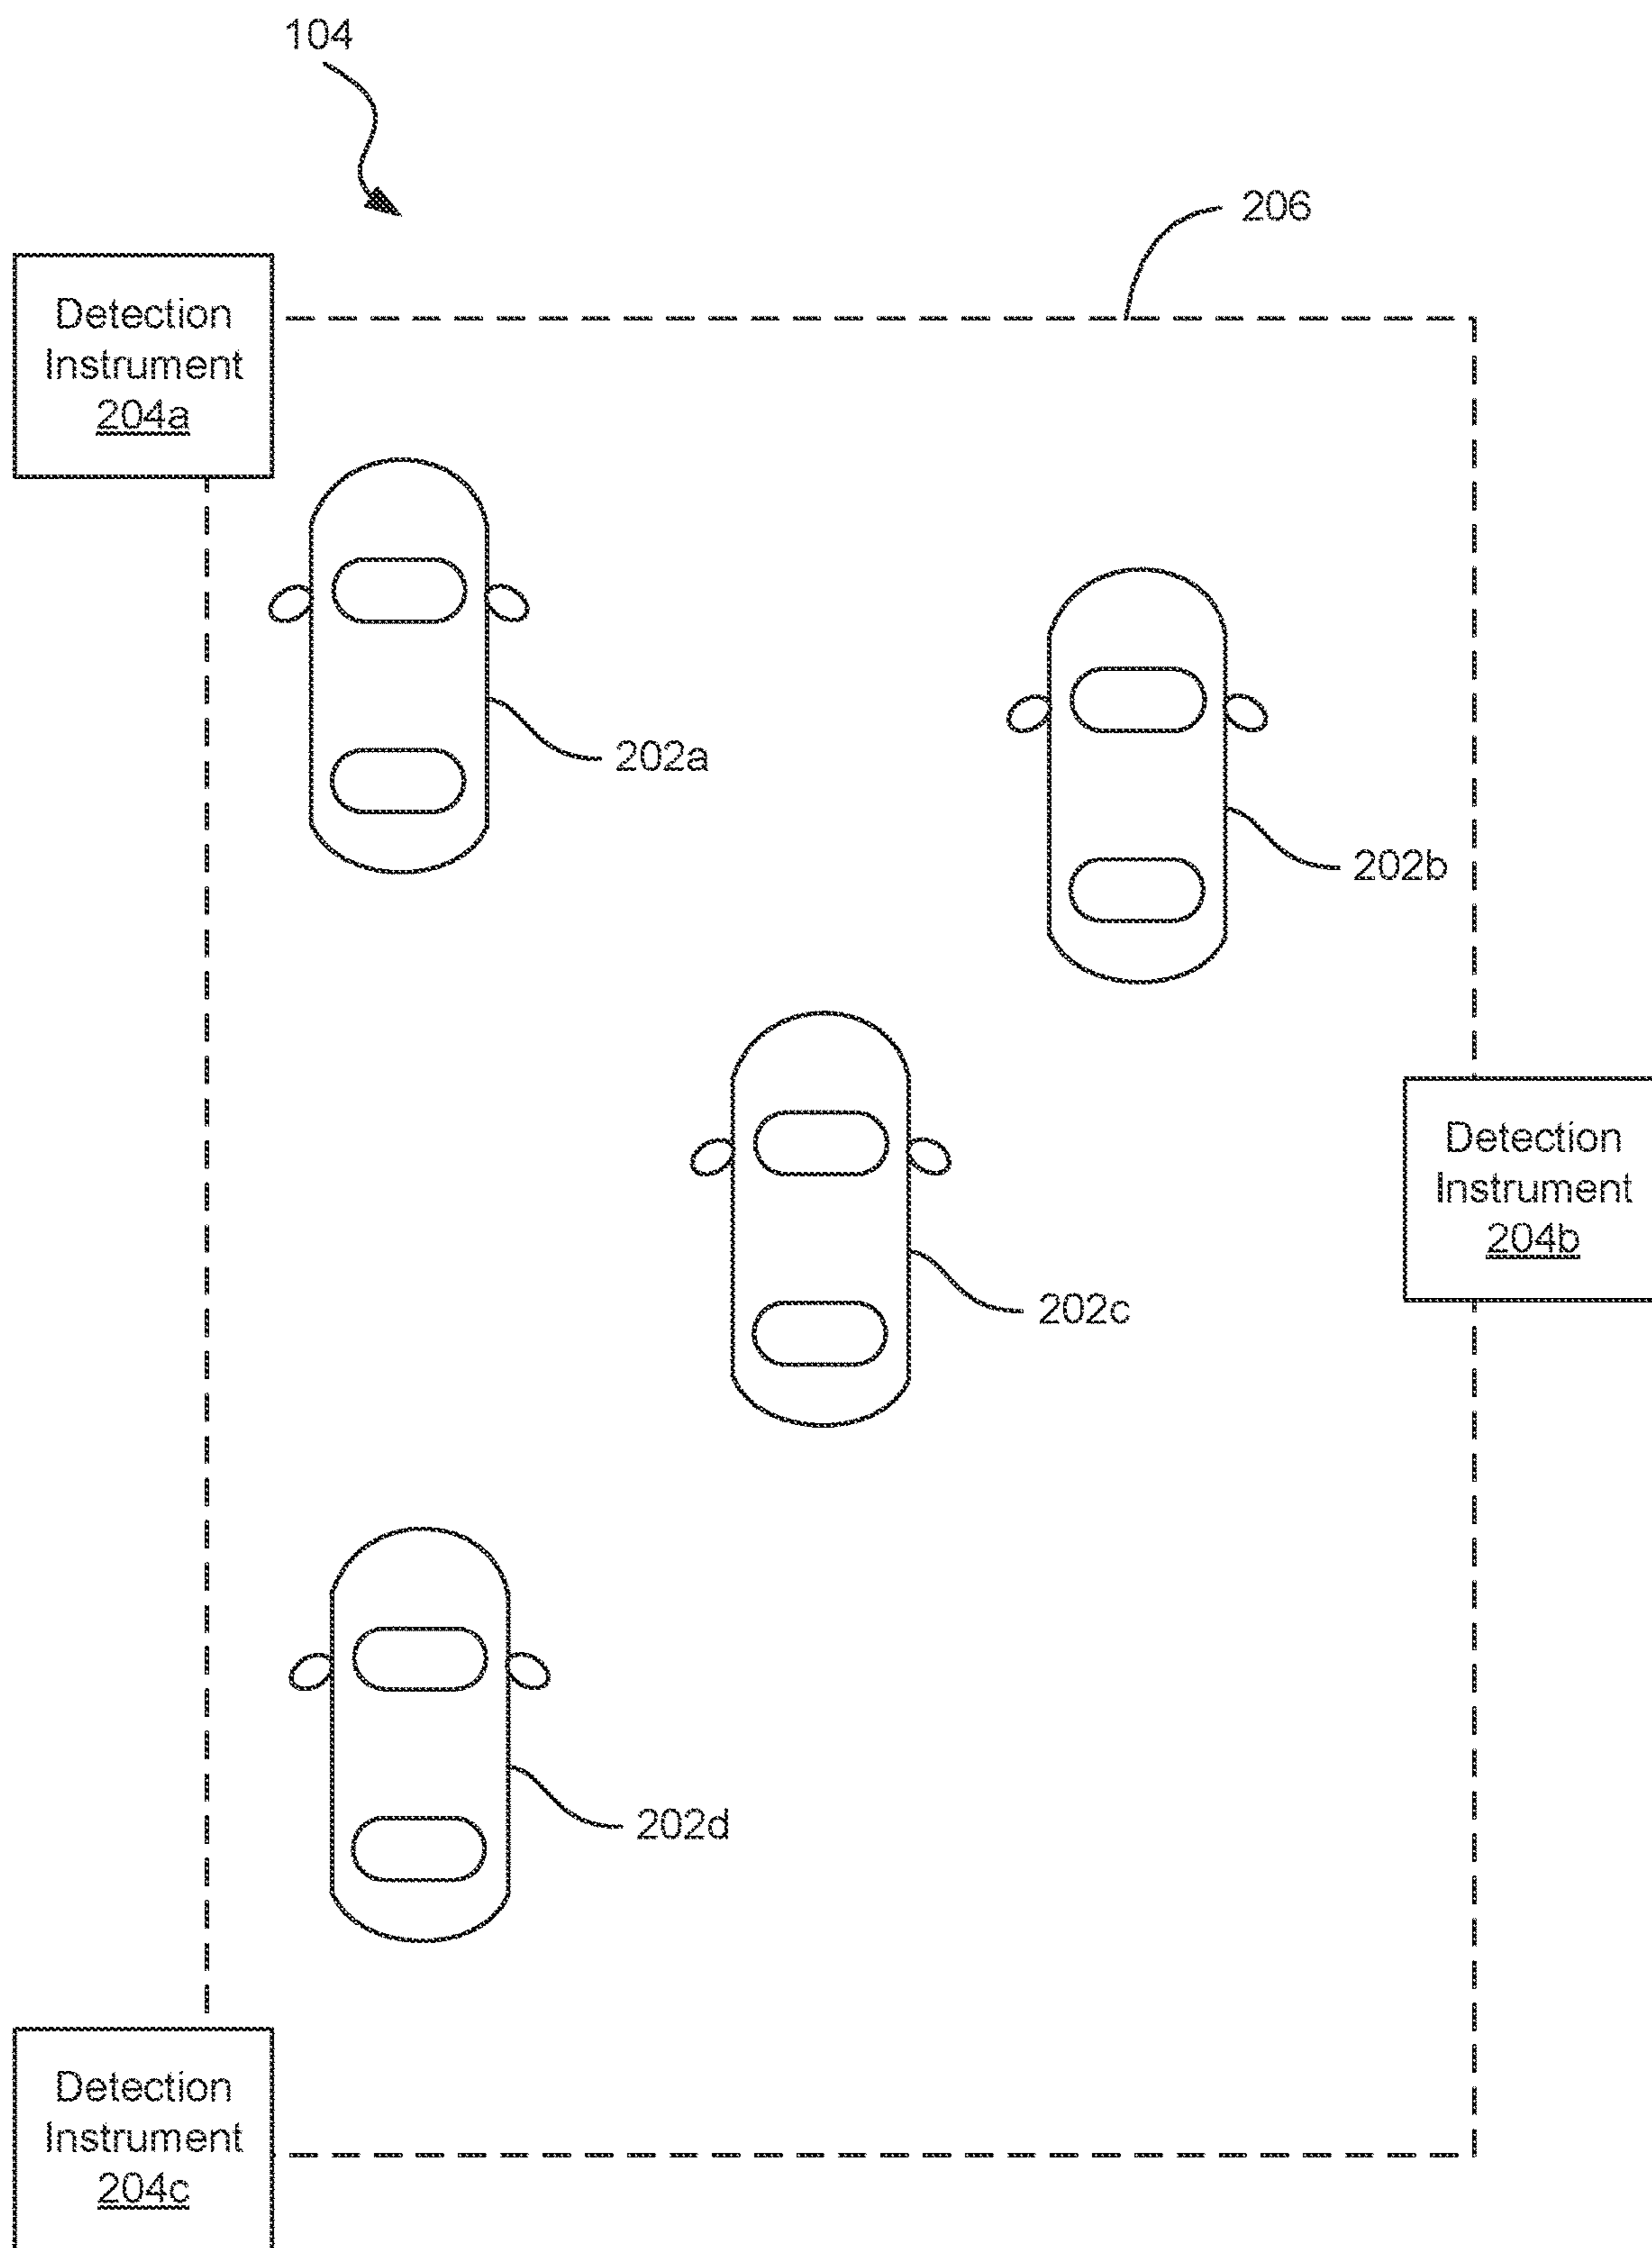 104
206
Detection
Instrument
204a
202a
202b
Detection
Instrument
204b
202c
202d
Detection
Instrument
204c